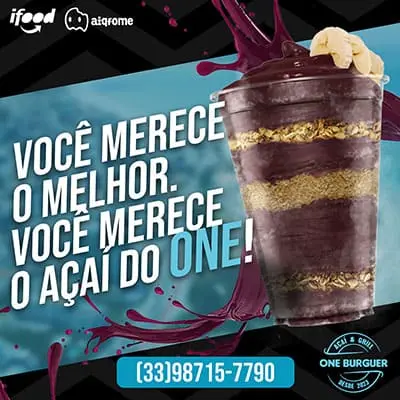 ifood
aiqfome
VOCÊ MERECE
O MELHOR.
VOCÊ MERECE
O AÇAÍ DO ONE!
AÇAÍ & GRILL
ONE BURGUER
DESDE 2023
(33)98715-7790